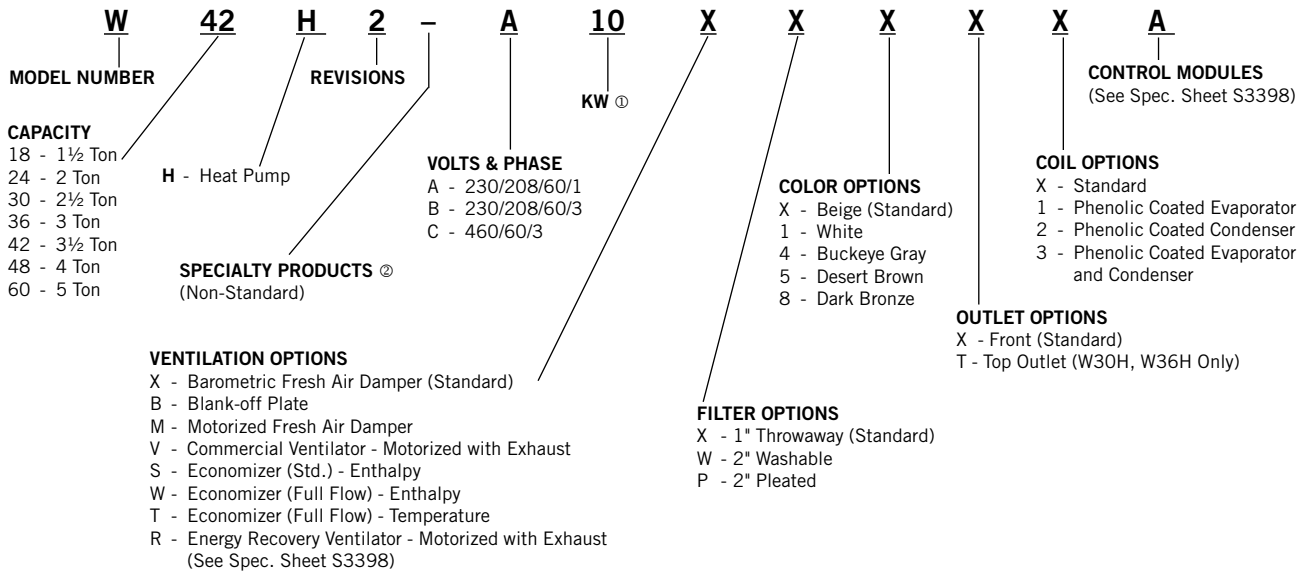 W 42 H 2 – A 10 X X X X X A
MODEL NUMBER
REVISIONS
KW ①
CONTROL MODULES
(See Spec. Sheet S3398)
CAPACITY
18 - 1½ Ton
24 - 2 Ton
30 - 2½ Ton
36 - 3 Ton
42 - 3½ Ton
48 - 4 Ton
60 - 5 Ton
H - Heat Pump
SPECIALTY PRODUCTS ②
(Non-Standard)
VOLTS & PHASE
A - 230/208/60/1
B - 230/208/60/3
C - 460/60/3
COLOR OPTIONS
X - Beige (Standard)
1 - White
4 - Buckeye Gray
5 - Desert Brown
8 - Dark Bronze
COIL OPTIONS
X - Standard
1 - Phenolic Coated Evaporator
2 - Phenolic Coated Condenser
3 - Phenolic Coated Evaporator
and Condenser
OUTLET OPTIONS
X - Front (Standard)
T - Top Outlet (W30H, W36H Only)
VENTILATION OPTIONS
X - Barometric Fresh Air Damper (Standard)
B - Blank-off Plate
M - Motorized Fresh Air Damper
V - Commercial Ventilator - Motorized with Exhaust
S - Economizer (Std.) - Enthalpy
W - Economizer (Full Flow) - Enthalpy
T - Economizer (Full Flow) - Temperature
R - Energy Recovery Ventilator - Motorized with Exhaust
(See Spec. Sheet S3398)
FILTER OPTIONS
X - 1" Throwaway (Standard)
W - 2" Washable
P - 2" Pleated